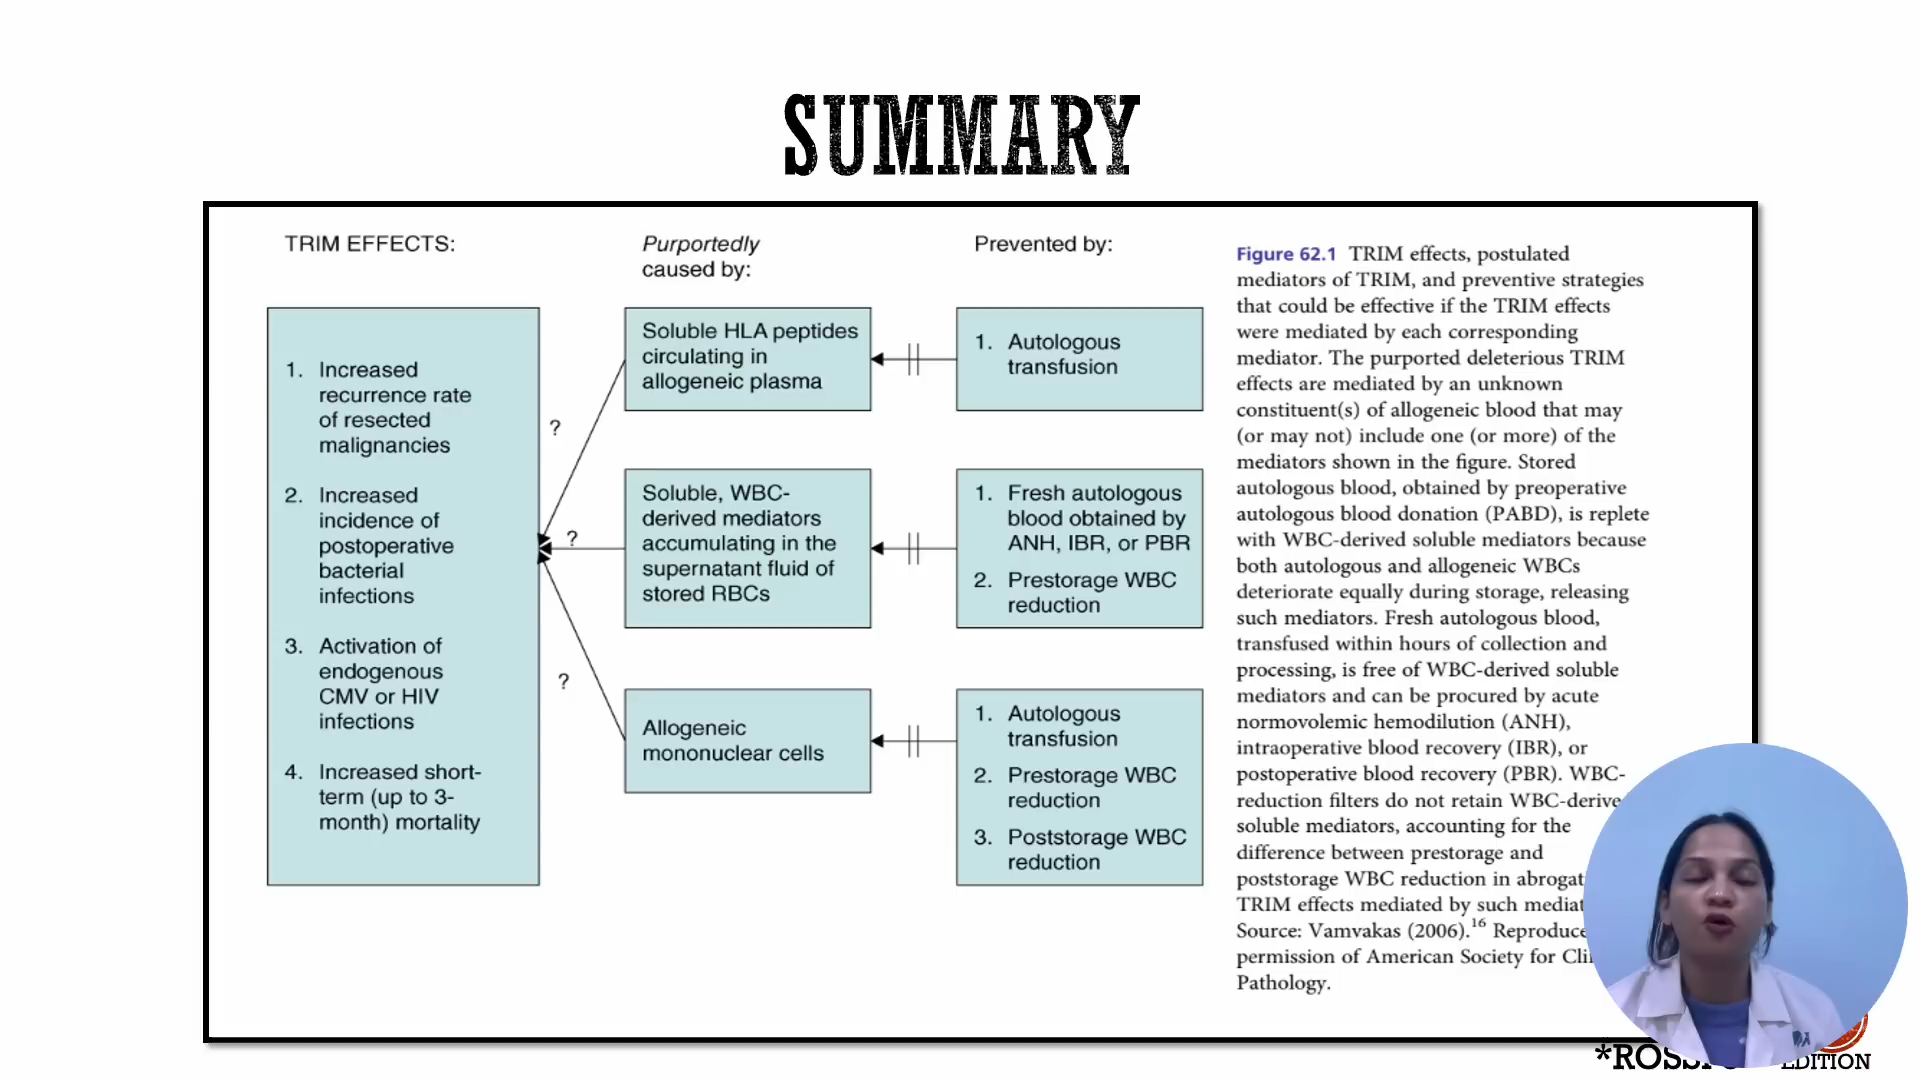 SUMMARY
TRIM EFFECTS:
1. Increased
recurrence rate
of resected
malignancies
2. Increased
incidence of
postoperative
bacterial
infections
3. Activation of
endogenous
CMV or HIV
infections
4. Increased short-
term (up to 3-
month) mortality
?
?
?
Purportedly
caused by:
Soluble HLA peptides
circulating in
allogeneic plasma
Soluble, WBC-
derived mediators
accumulating in the
supernatant fluid of
stored RBCs
Allogeneic
mononuclear cells
Prevented by:
1. Autologous
transfusion
1. Fresh autologous
blood obtained by
ANH, IBR, or PBR
2. Prestorage WBC
reduction
1. Autologous
transfusion
2. Prestorage WBC
reduction
3. Poststorage WBC
reduction
Figure 62.1 TRIM effects, postulated
mediators of TRIM, and preventive strategies
that could be effective if the TRIM effects
were mediated by each corresponding
mediator. The purported deleterious TRIM
effects are mediated by an unknown
constituent(s) of allogeneic blood that may
(or may not) include one (or more) of the
mediators shown in the figure. Stored
autologous blood, obtained by preoperative
autologous blood donation (PABD), is replete
with WBC-derived soluble mediators because
both autologous and allogeneic WBCs
deteriorate equally during storage, releasing
such mediators. Fresh autologous blood,
transfused within hours of collection and
processing, is free of WBC-derived soluble
mediators and can be procured by acute
normovolemic hemodilution (ANH),
intraoperative blood recovery (IBR), or
postoperative blood recovery (PBR). WBC-
reduction filters do not retain WBC-derive
soluble mediators, accounting for the
difference between prestorage and
poststorage WBC reduction in abrogat
TRIM effects mediated by such mediat
Source: Vamvakas (2006).16 Reproduce
permission of American Society for Cli
Pathology.
EDITION